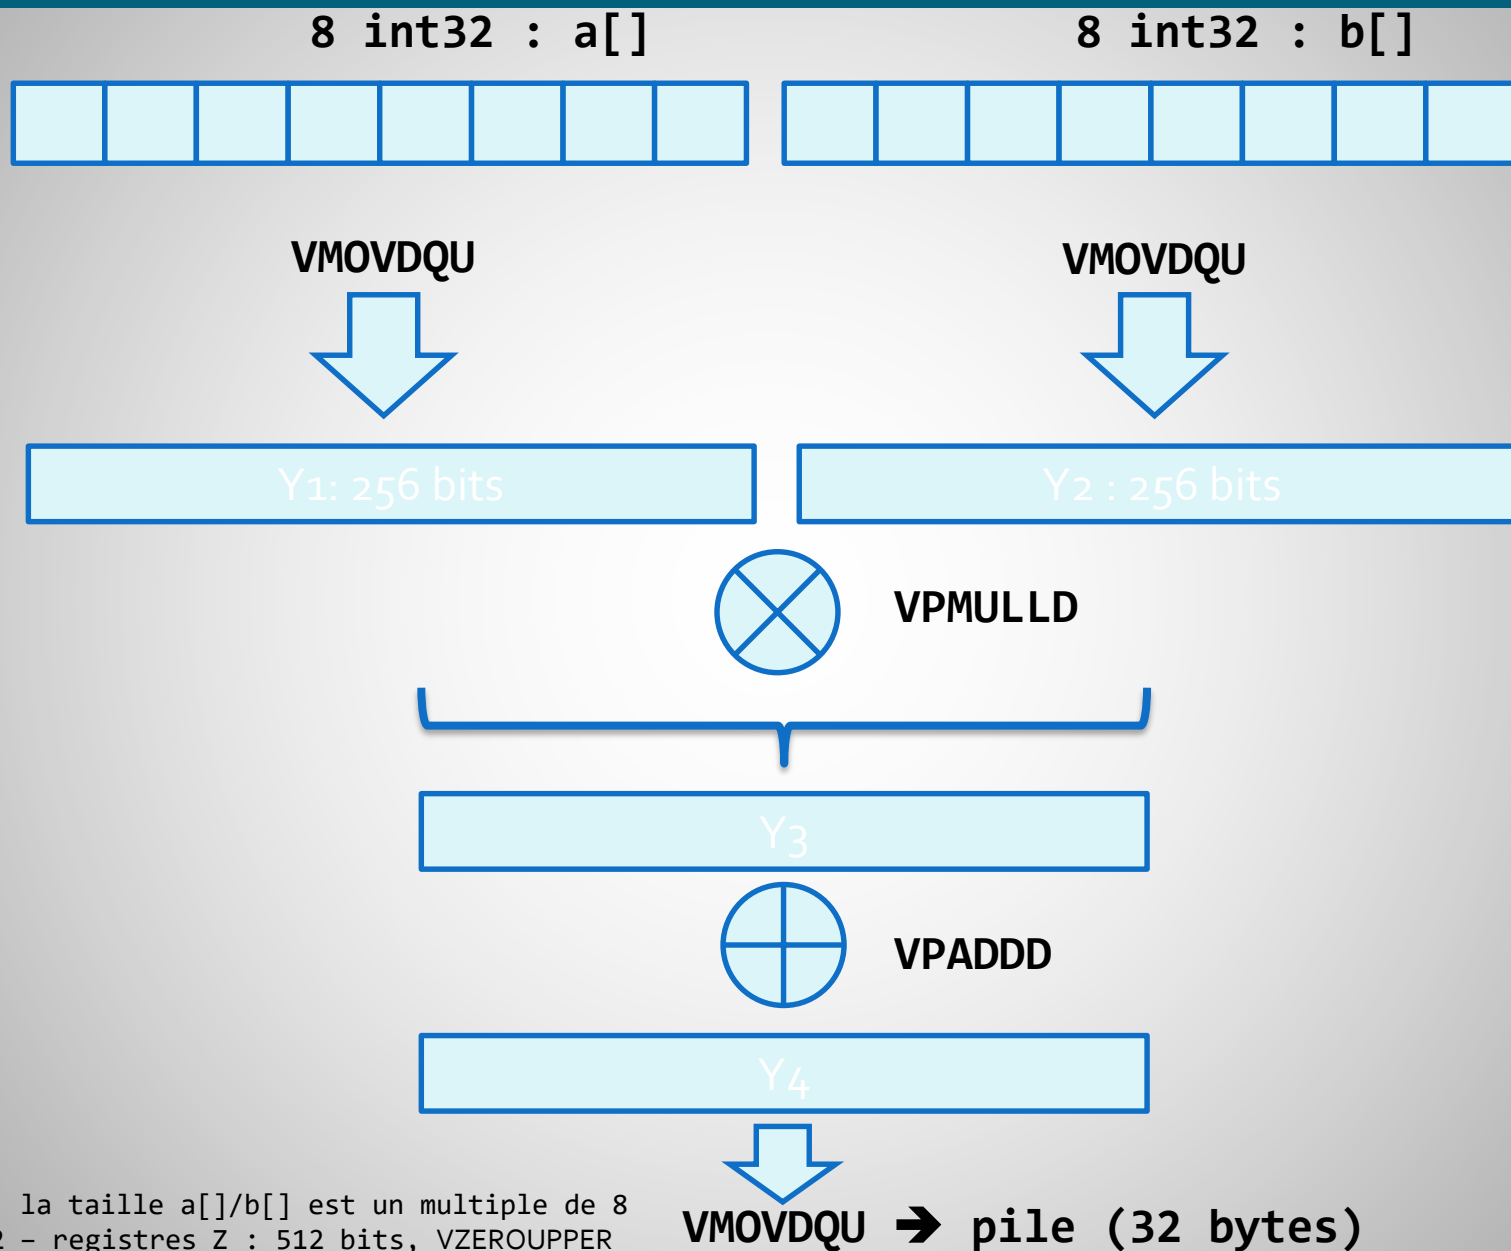 8 int32 : a[]
8 int32 : b[]
VMOVDQU
VMOVDQU
Y1: 256 bits
Y2 : 256 bits
VPMULLD
Y3
VPADDD
Y4
la taille a[]/b[] est un multiple de 8
2 – registres Z : 512 bits, VZEROUPPER
VMOVDQU ➔ pile (32 bytes)